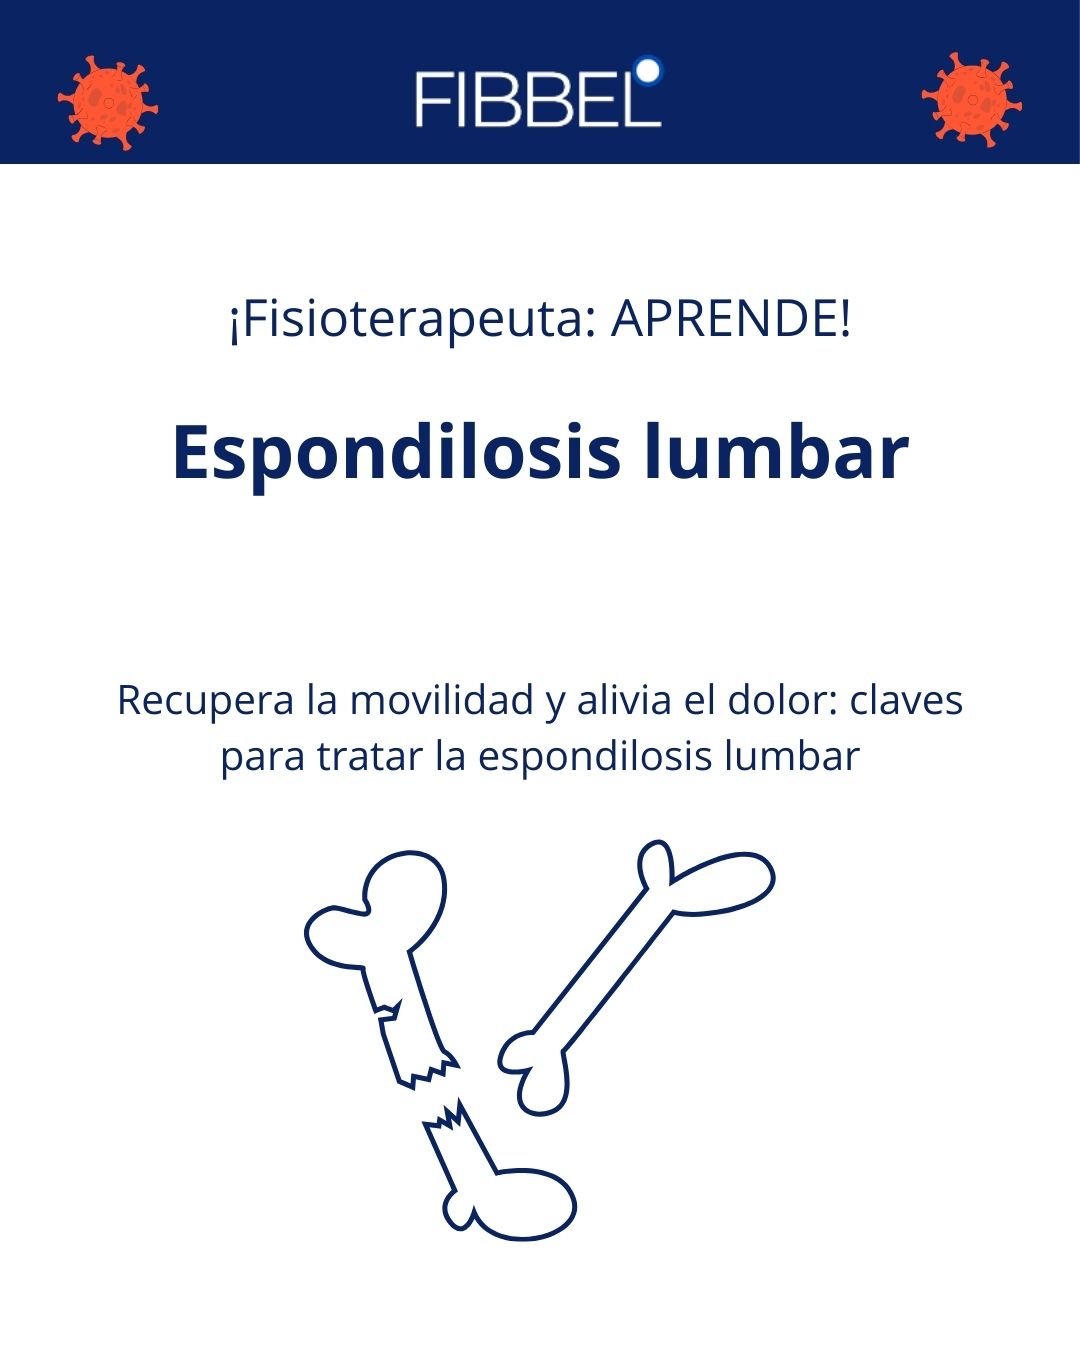 FIBBEL
¡Fisioterapeuta: APRENDE!
Espondilosis lumbar
Recupera la movilidad y alivia el dolor: claves
para tratar la espondilosis lumbar